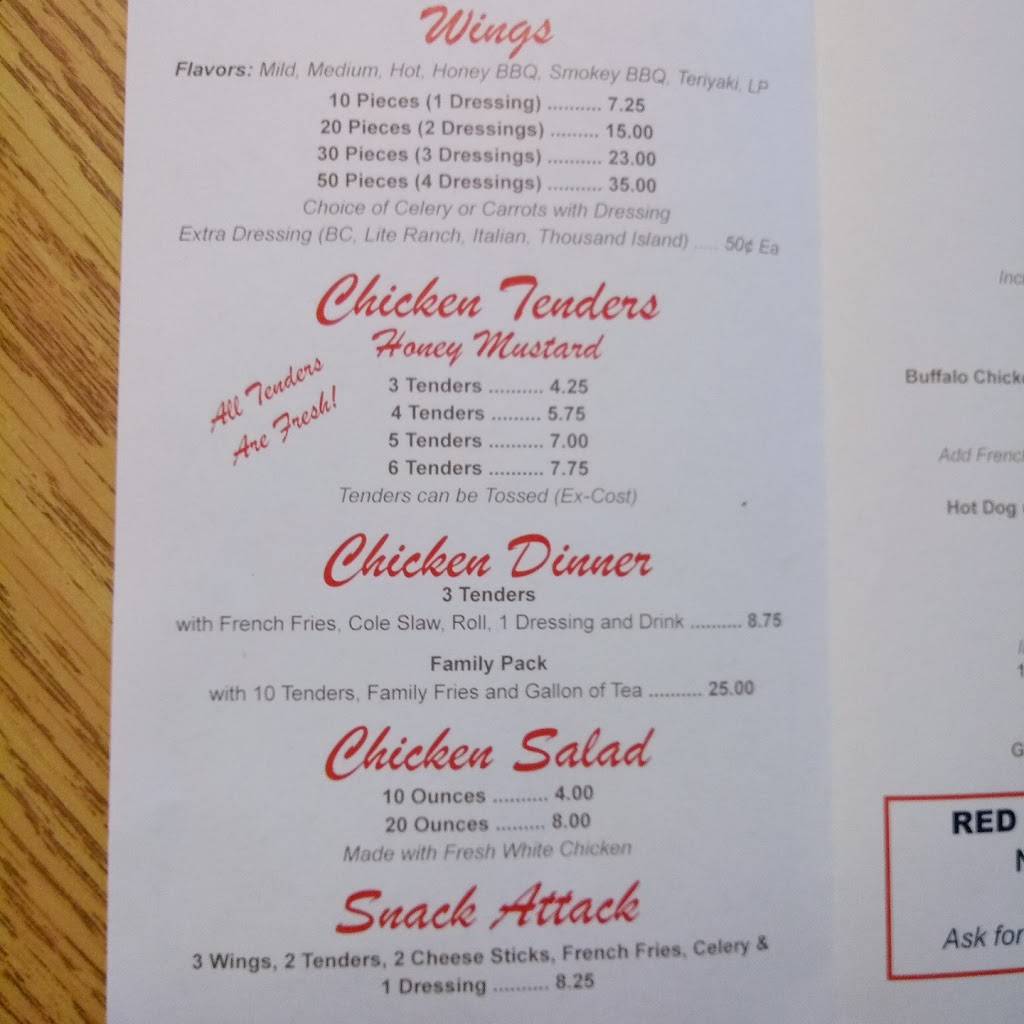 Wings
Flavors: Mild, Medium, Hot, Honey BBQ, Smokey BBQ, Teriyaki, LP
10 Pieces (1 Dressing) .......... 7.25
20 Pieces (2 Dressings) ......... 15.00
30 Pieces (3 Dressings) .......... 23.00
50 Pieces (4 Dressings) .......... 35.00
Choice of Celery or Carrots with Dressing
Extra Dressing (BC, Lite Ranch, Italian, Thousand Island) ..... 50¢ Ea
Chicken Tenders
Honey Mustard
All Tenders
Are Fresh!
3 Tenders .......... 4.25
4 Tenders ......... 5.75
5 Tenders .......... 7.00
6 Tenders .......... 7.75
Tenders can be Tossed (Ex-Cost)
Chicken Dinner
3 Tenders
with French Fries, Cole Slaw, Roll, 1 Dressing and Drink .......... 8.75
Family Pack
with 10 Tenders, Family Fries and Gallon of Tea .......... 25.00
Chicken Salad
10 Ounces .......... 4.00
20 Ounces ......... 8.00
Made with Fresh White Chicken
Snack Attack
3 Wings, 2 Tenders, 2 Cheese Sticks, French Fries, Celery &
1 Dressing .......... 8.25
Buffalo
Add
Hot Dog
RED
Ask for